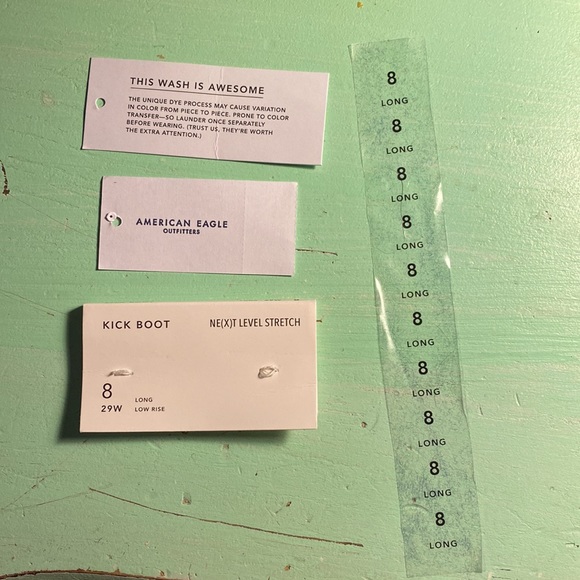 THIS WASH IS AWESOME
THE UNIQUE DYE PROCESS MAY CAUSE VARIATION
IN COLOR FROM PIECE TO PIECE. PRONE TO COLOR
TRANSFER—SO LAUNDER ONCE SEPARATELY
BEFORE WEARING. (TRUST US, THEY'RE WORTH
THE EXTRA ATTENTION.)
AMERICAN EAGLE
OUTFITTERS
KICK BOOT
NE(X)T LEVEL STRETCH
8
29W
LONG
LOW RISE
8
LONG
8
LONG
8
LONG
8
LONG
8
LONG
8
LONG
8
LONG
8
LONG
8
LONG
8
LONG